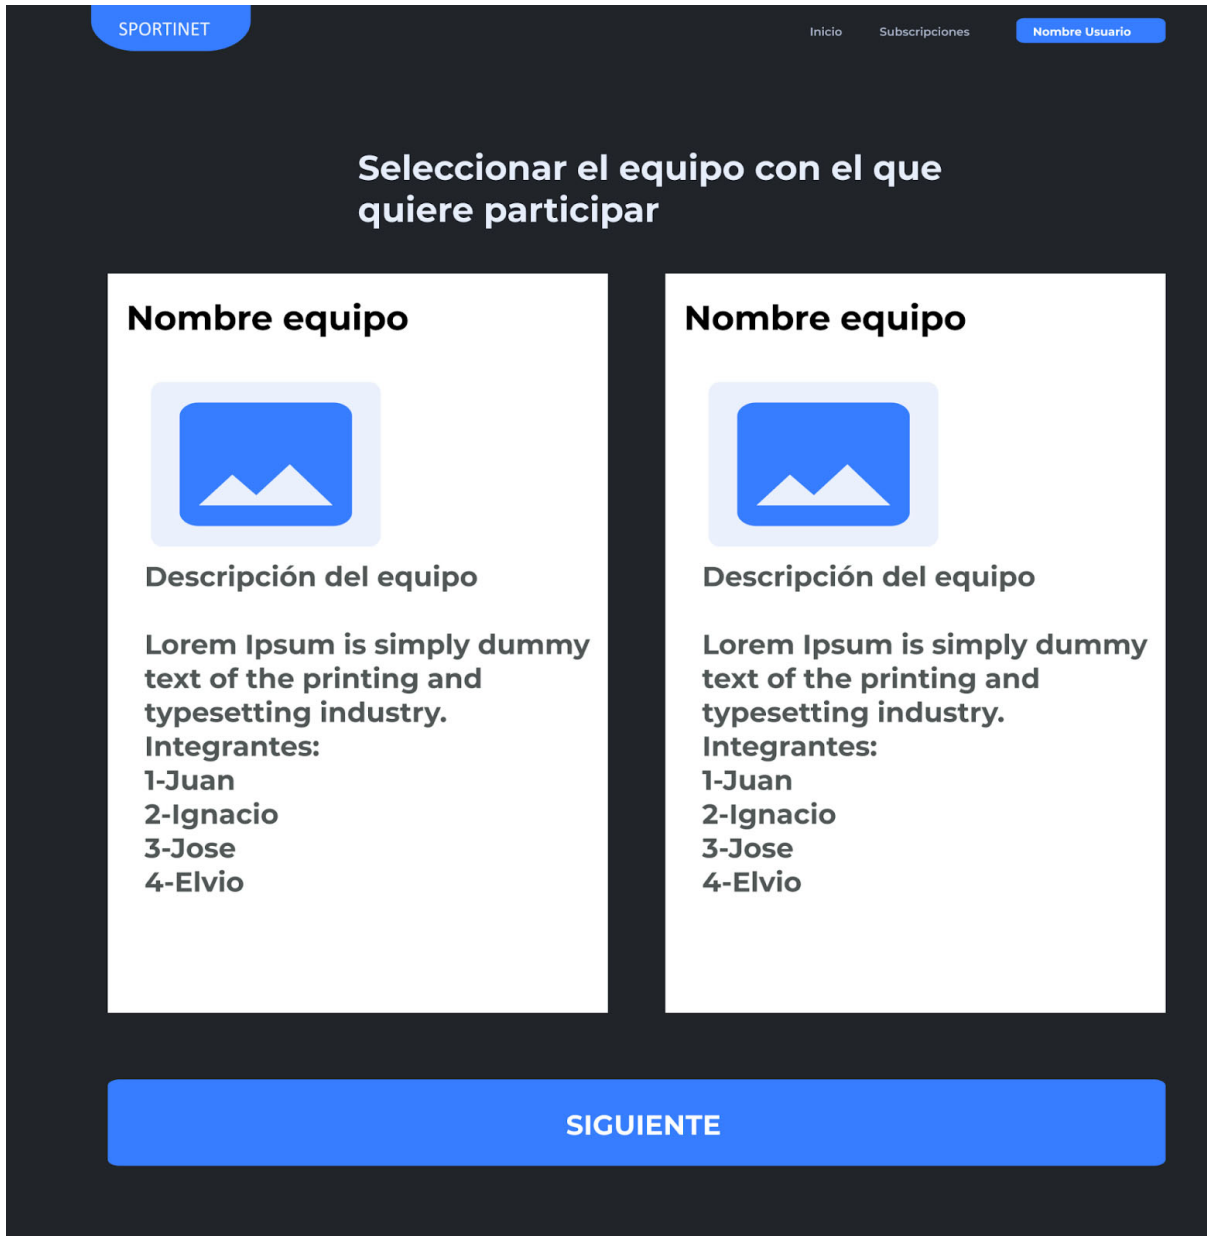 SPORTINET
Inicio
Subscripciones
Nombre Usuario
Seleccionar el equipo con el que
quiere participar
Nombre equipo
Descripción del equipo
Lorem Ipsum is simply dummy
text of the printing and
typesetting industry.
Integrantes:
1-Juan
2-Ignacio
3-Jose
4-Elvio
Nombre equipo
Descripción del equipo
Lorem Ipsum is simply dummy
text of the printing and
typesetting industry.
Integrantes:
1-Juan
2-Ignacio
3-Jose
4-Elvio
SIGUIENTE